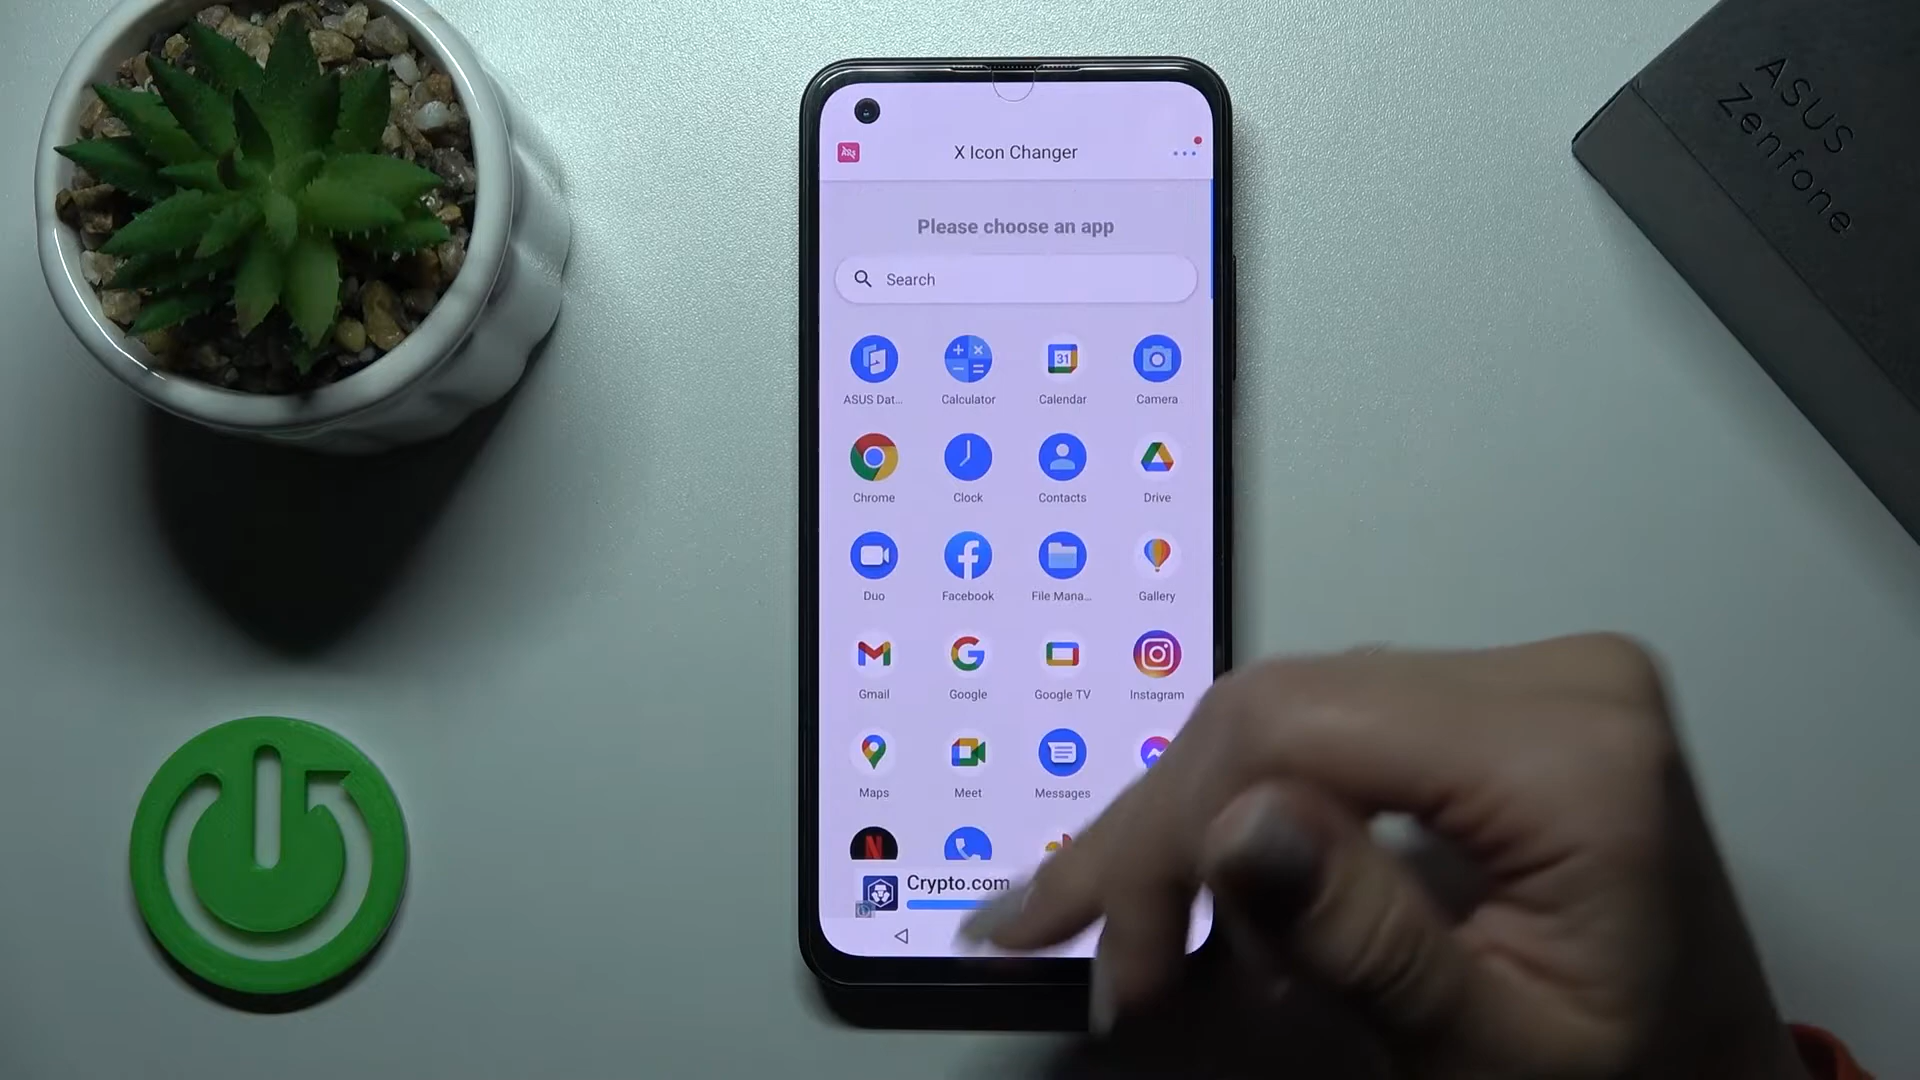 ASUS
Zenfone
X Icon Changer
Please choose an app
Search
31
ASUS Dat... Calculator Calendar Camera
Chrome Clock Contacts Drive
Duo Facebook File Mana... Gallery
Gmail Google Google TV Instagram
Maps Meet Messages
N
Crypto.com